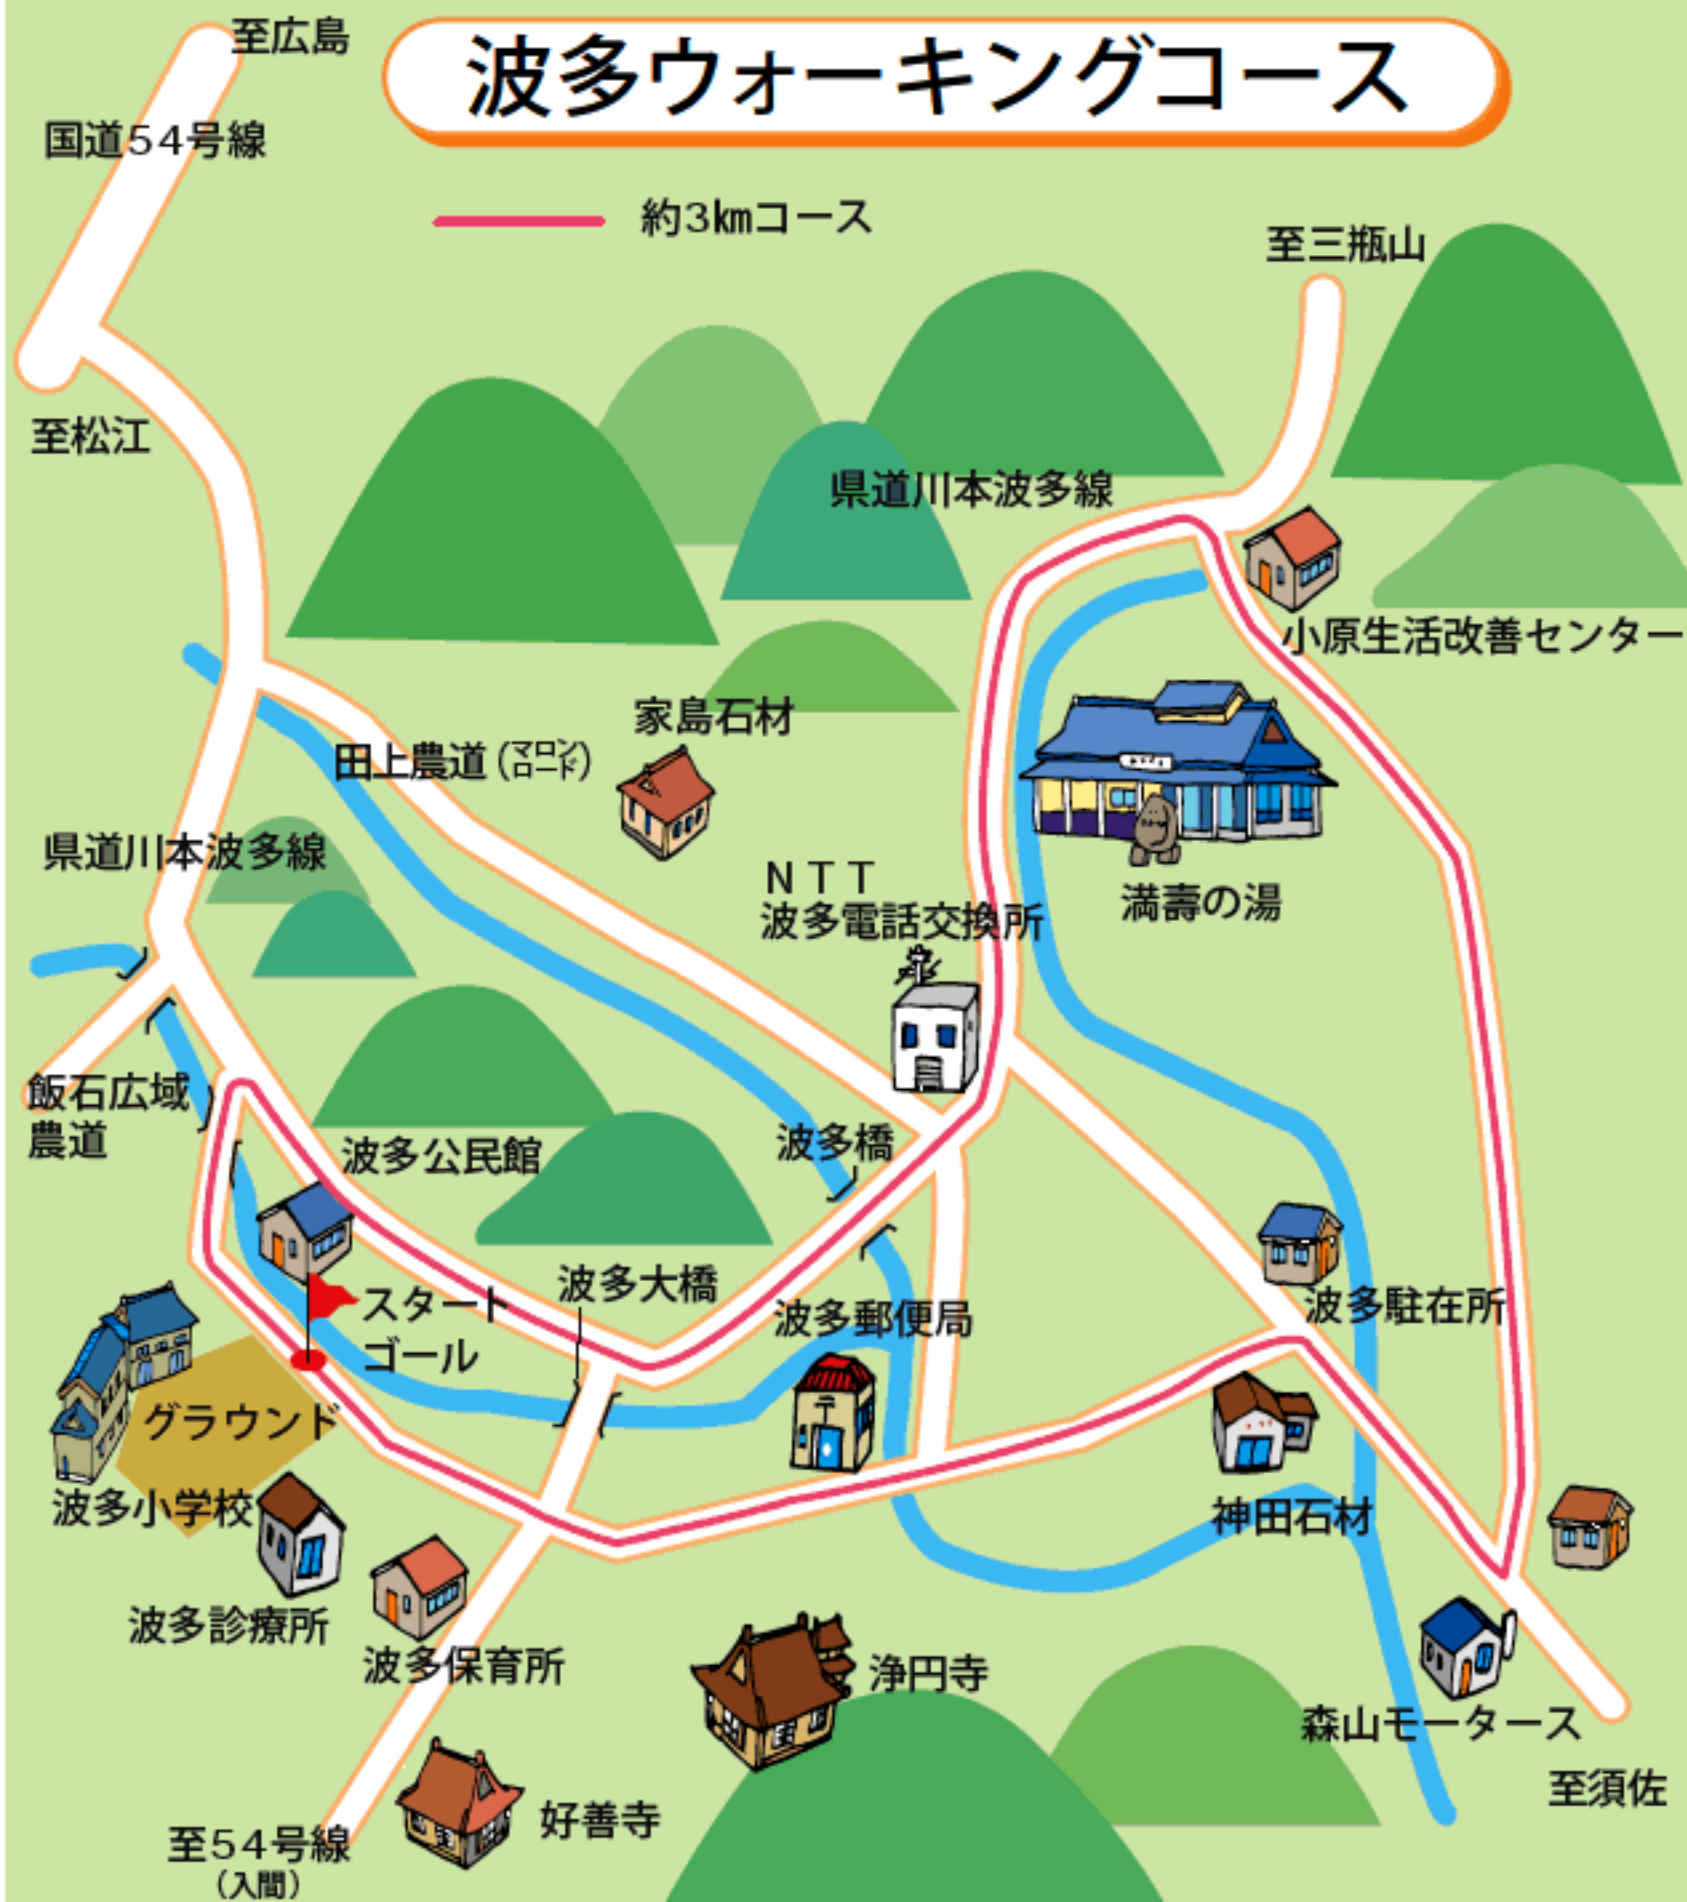 波多ウォーキングコース
至広島
国道54号線
約3㎞コース
至三瓶山
至松江
県道川本波多線
小原生活改善センター
家島石材
田上農道(マロンロード)
県道川本波多線
NTT
波多電話交換所
満壽の湯
飯石広域
農道
波多公民館
波多橋
スタート
ゴール
波多大橋
波多郵便局
波多駐在所
グラウンド
波多小学校
神田石材
波多診療所
波多保育所
浄円寺
森山モータース
至須佐
好善寺
至54号線
(入間)